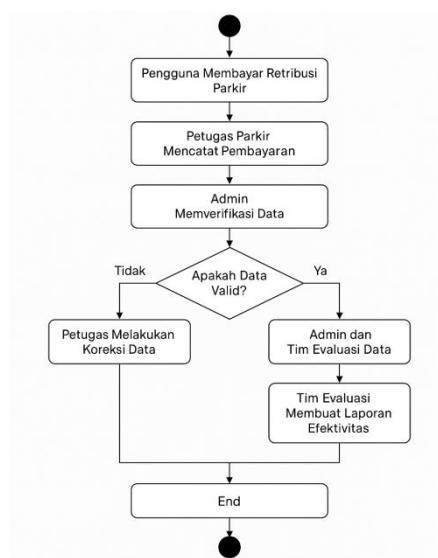 Pengguna Membayar Retribusi
Parkir
Petugas Parkir
Mencatat Pembayaran
Admin
Memverifikasi Data
Apakah Data
Valid?
Tidak
Ya
Petugas Melakukan
Koreksi Data
Admin dan
Tim Evaluasi Data
Tim Evaluasi
Membuat Laporan
Efektivitas
End